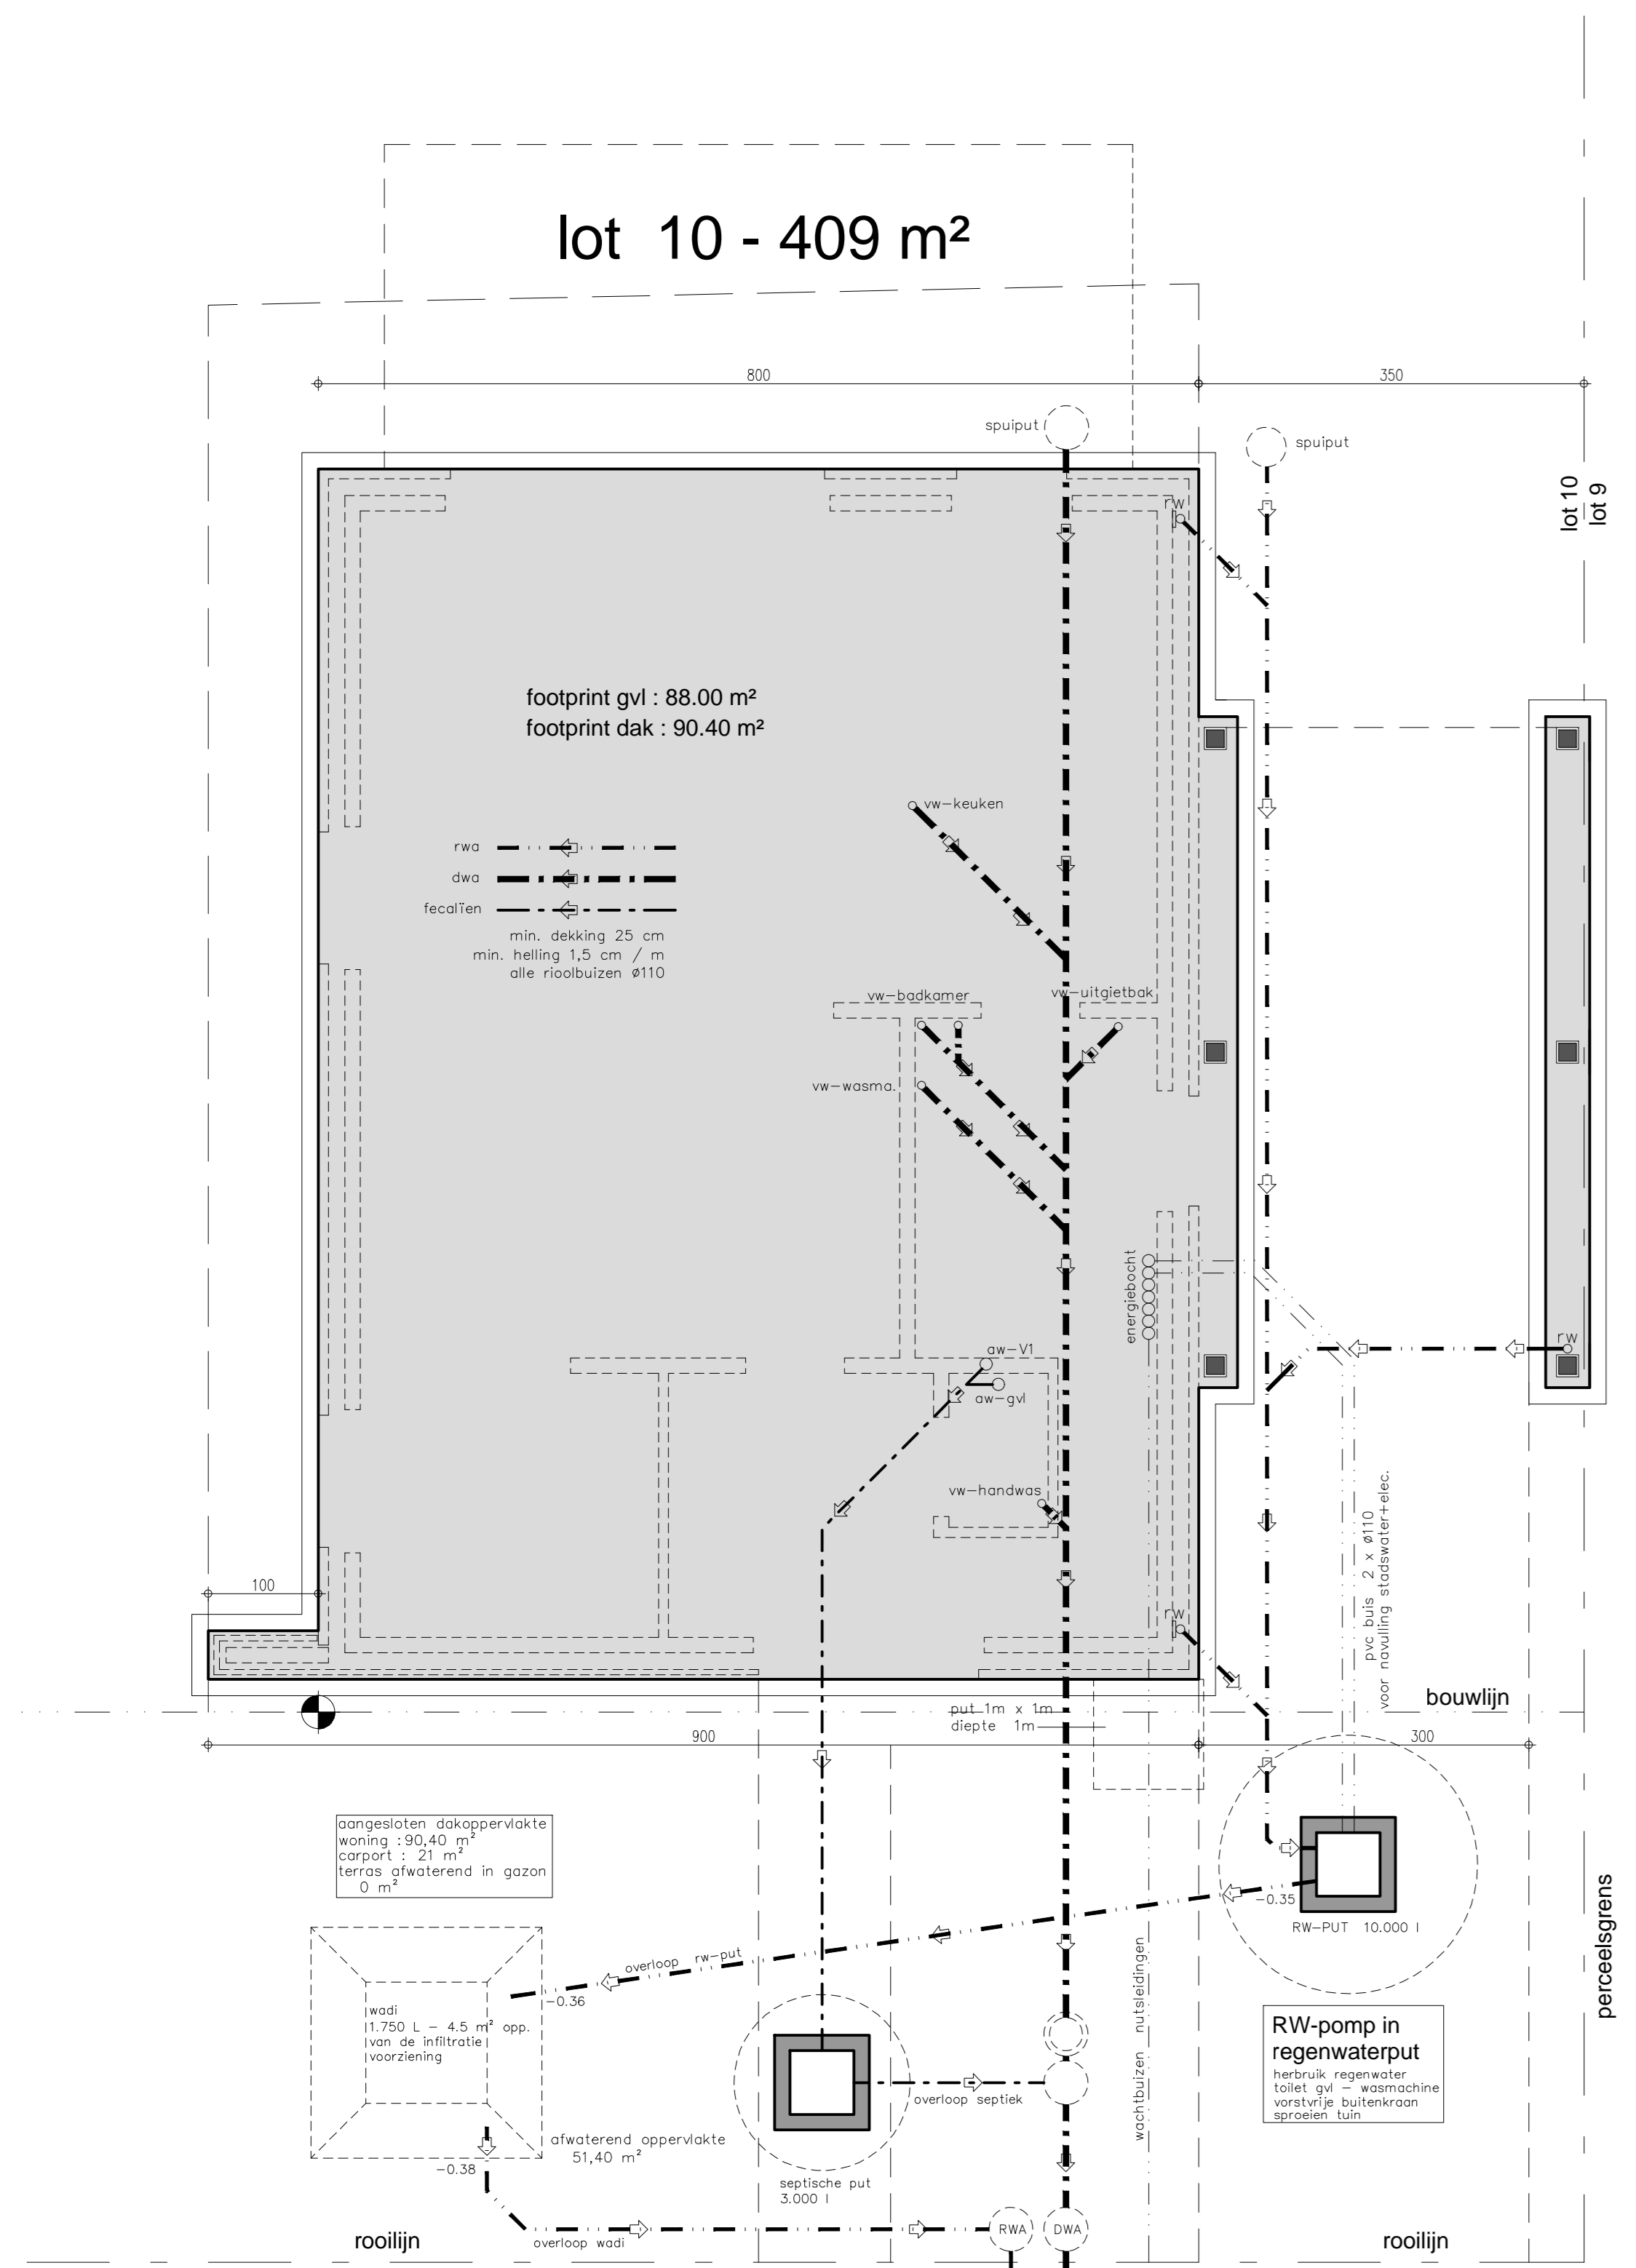 lot 10 - 409 m²
800
350
spuiput
spuiput
lot 10
lot 9
rw
footprint gvl : 88.00 m²
footprint dak : 90.40 m²
vw-keuken
rwa
dwa
fecalïen
min. dekking 25 cm
min. helling 1,5 cm / m
alle rioolbuizen ø110
vw-badkamer
vw-uitgietbak
vw-wasma.
energiebocht
rw
aw-V1
aw-gvl
vw-handwas
pvc buis 2 x ø110
voor navulling stadswater+elec.
100
rw
bouwlijn
put 1m x 1m
diepte 1m
900
300
aangesloten dakoppervlakte
woning :90,40 m²
carport : 21 m²
terras afwaterend in gazon
0 m²
-0.35
RW-PUT 10.000 l
perceelsgrens
overloop rw-put
-0.36
wachtbuizen nutsleidingen
wadi
1.750 L - 4.5 m² opp.
van de infiltratie
voorziening
RW-pomp in
regenwaterput
herbruik regenwater
toilet gvl - wasmachine
vorstvrije buitenkraan
sproeien tuin
overloop septiek
afwaterend oppervlakte
51,40 m²
-0.38
septische put
3.000 l
RWA
DWA
rooilijn
overloop wadi
rooilijn